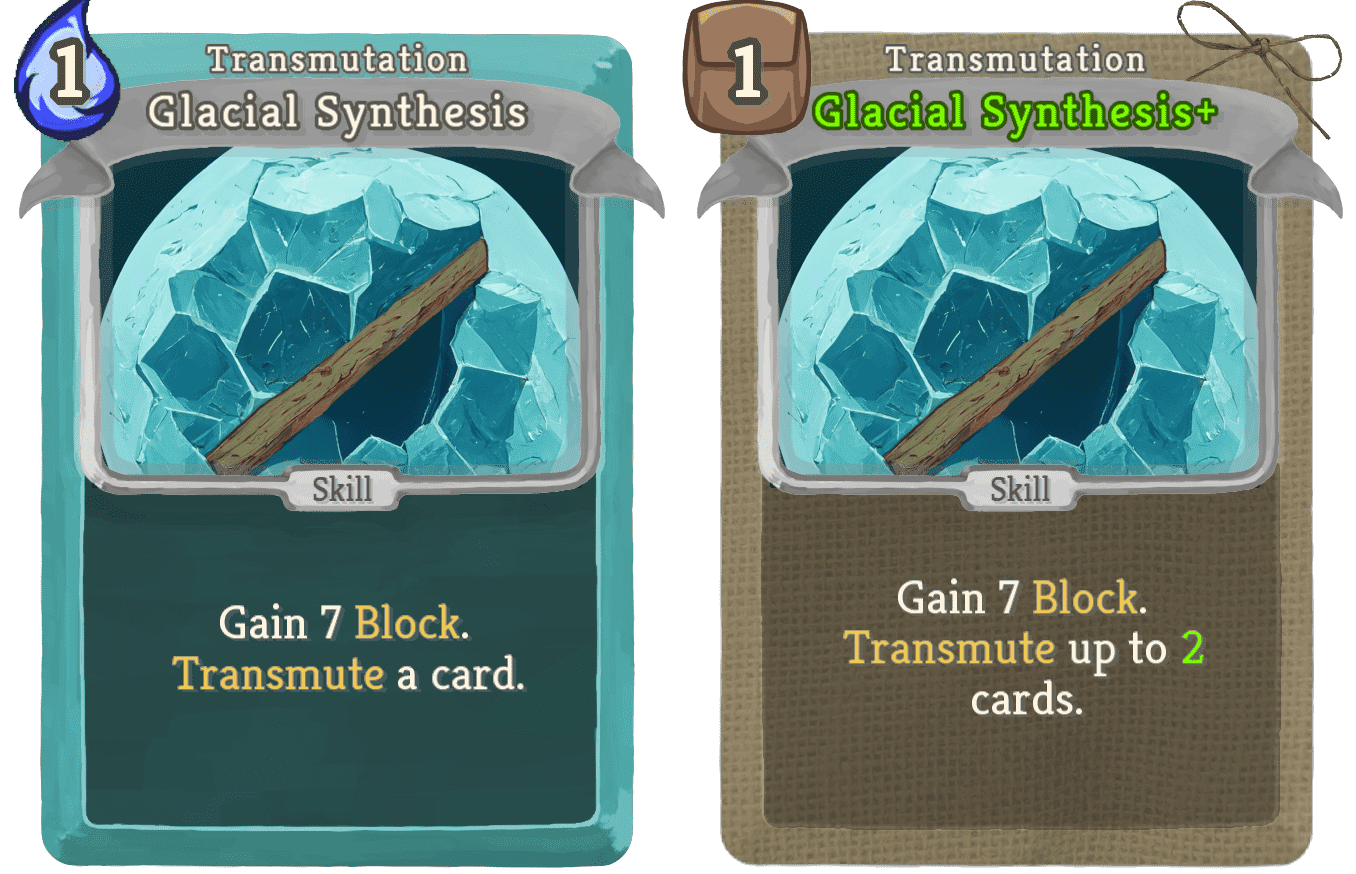 1
Transmutation
Glacial Synthesis
Skill
Gain 7 Block.
Transmute a card.
1
Transmutation
Glacial Synthesis+
Skill
Gain 7 Block.
Transmute up to 2
cards.